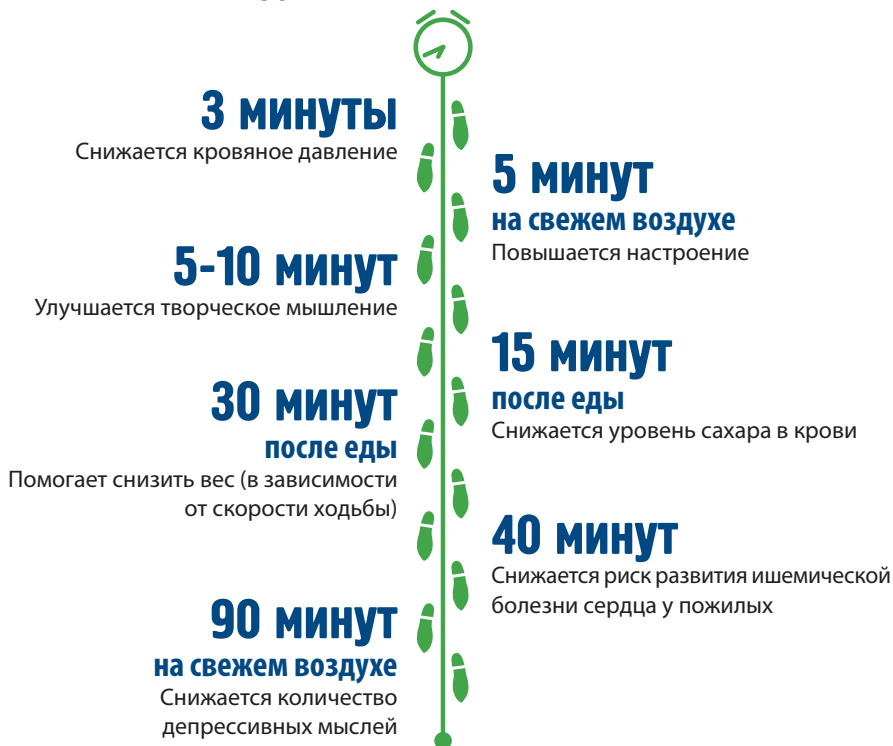 3 минуты
Снижается кровяное давление
5 минут
на свежем воздухе
Повышается настроение
5-10 минут
Улучшается творческое мышление
15 минут
после еды
Снижается уровень сахара в крови
30 минут
после еды
Помогает снизить вес (в зависимости
от скорости ходьбы)
40 минут
Снижается риск развития ишемической
болезни сердца у пожилых
90 минут
на свежем воздухе
Снижается количество
депрессивных мыслей